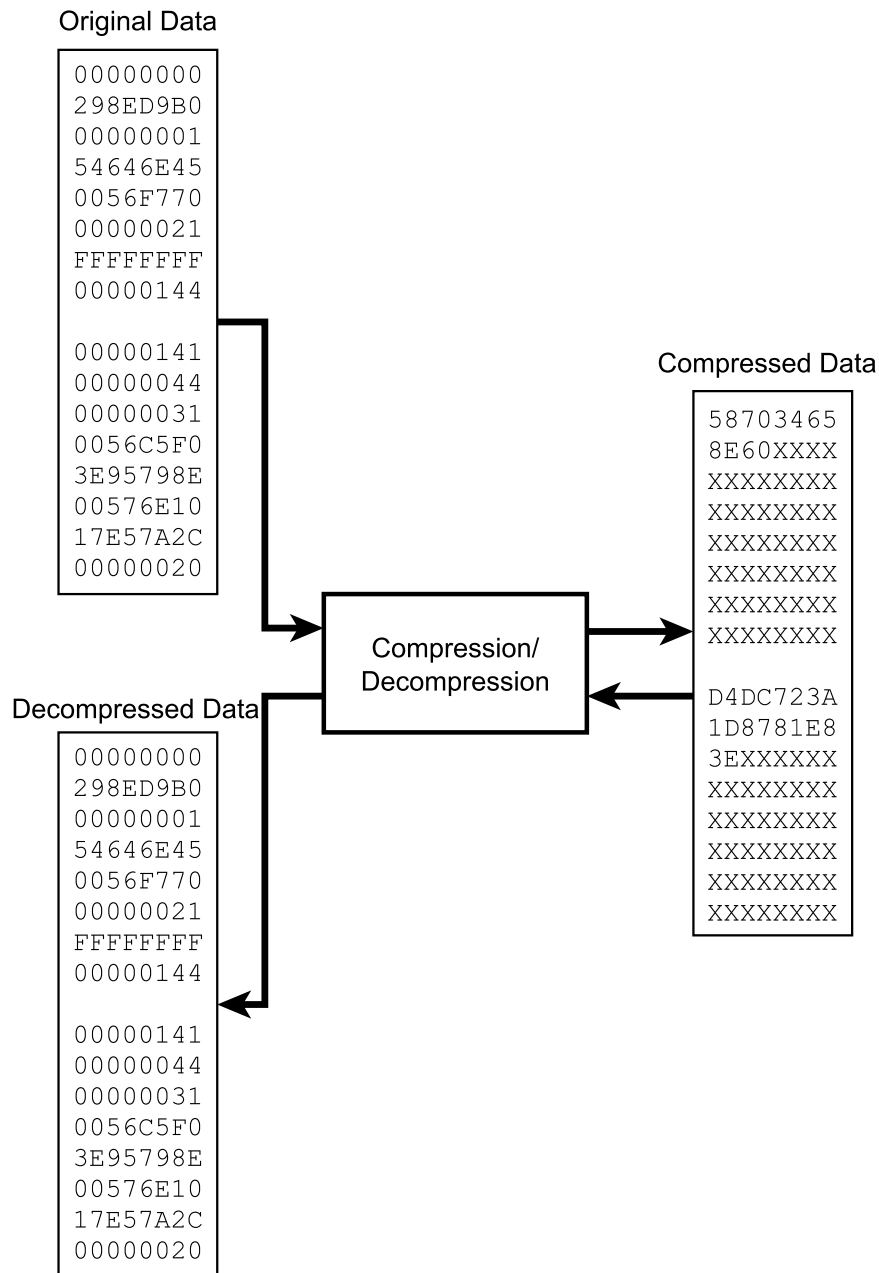 Original Data
00000000
298ED9B0
00000001
54646E45
0056F770
00000021
FFFFFFFF
00000144
00000141
00000044
00000031
0056C5F0
3E95798E
00576E10
17E57A2C
00000020
Compressed Data
58703465
8E60XXXX
XXXXXXXX
XXXXXXXX
XXXXXXXX
XXXXXXXX
XXXXXXXX
XXXXXXXX
D4DC723A
1D8781E8
3EXXXXXX
XXXXXXXX
XXXXXXXX
XXXXXXXX
XXXXXXXX
XXXXXXXX
Compression/
Decompression
Decompressed Data
00000000
298ED9B0
00000001
54646E45
0056F770
00000021
FFFFFFFF
00000144
00000141
00000044
00000031
0056C5F0
3E95798E
00576E10
17E57A2C
00000020